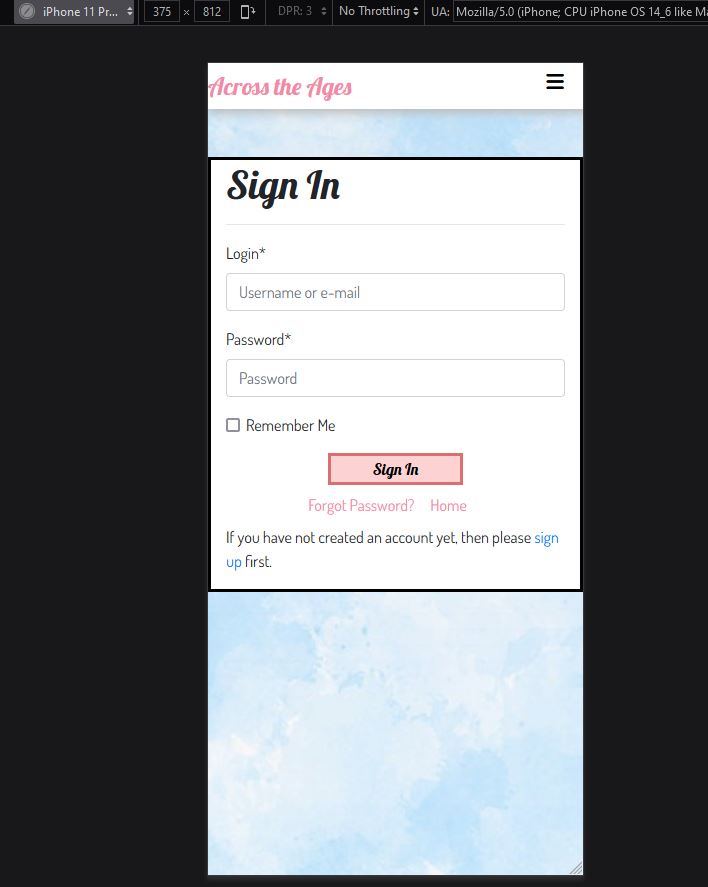 iPhone 11 Pr... 375 × 812 DPR: 3 No Throttling UA: Mozilla/5.0 (iPhone; CPU iPhone OS 14_6 like Ma
Across the Ages
Sign In
Login*
Username or e-mail
Password*
Password
Remember Me
Sign In
Forgot Password? Home
If you have not created an account yet, then please sign
up first.